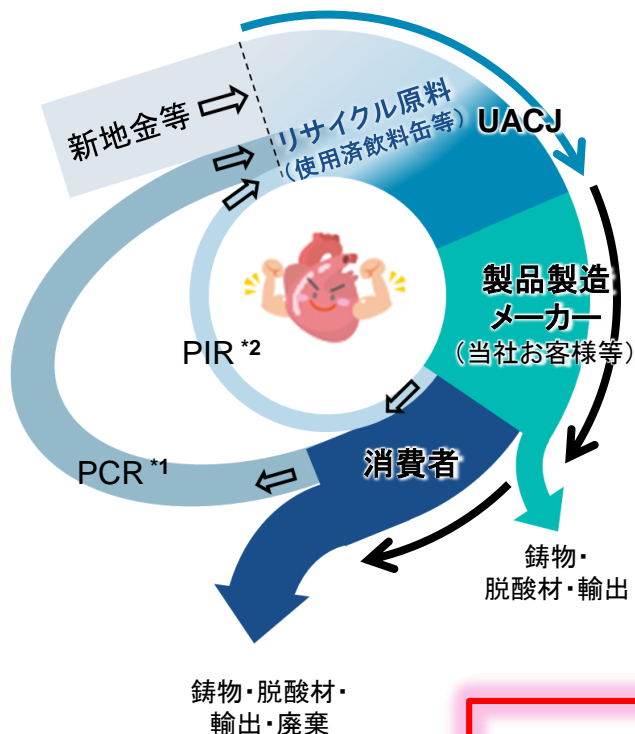 新地金等
リサイクル原料
（使用済飲料缶等）
UACJ
製品製造
メーカー
（当社お客様等）
PIR *2
消費者
PCR *1
鋳物・
脱酸材・輸出
鋳物・脱酸材・
輸出・廃棄